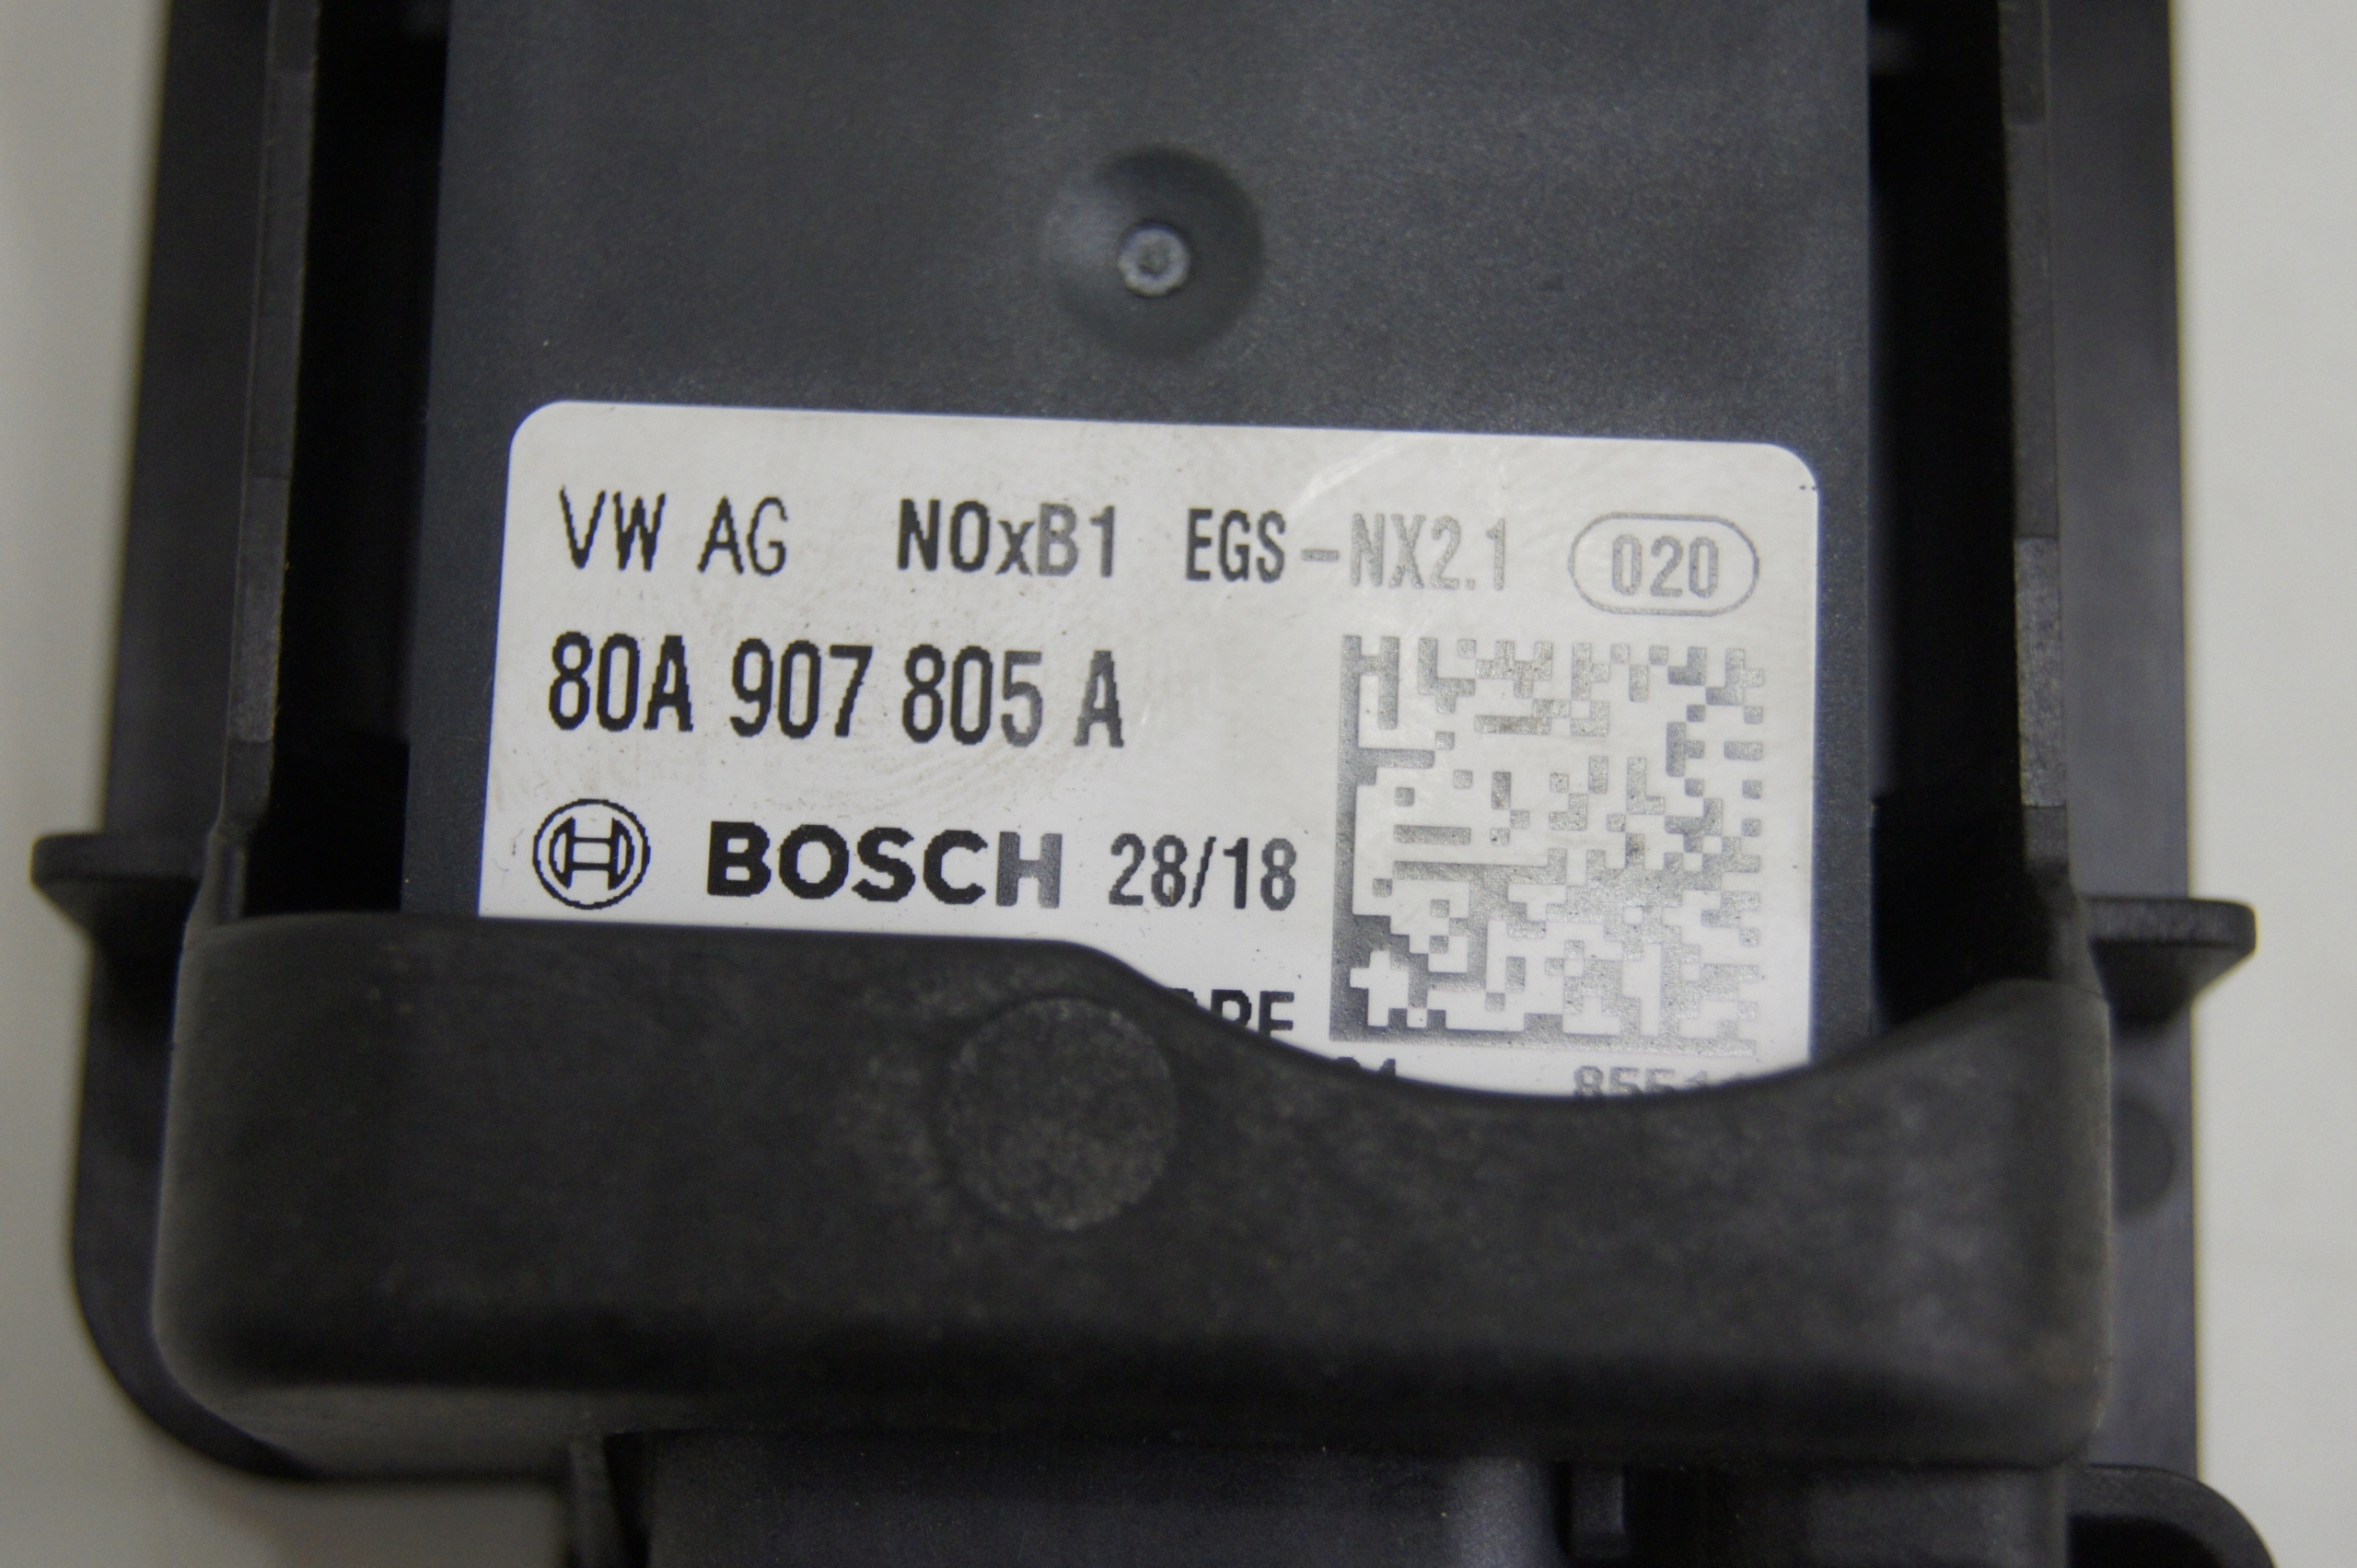 VW AG NOxB1 EGS-NX2.1 020
80A 907 805 A
BOSCH 28/18